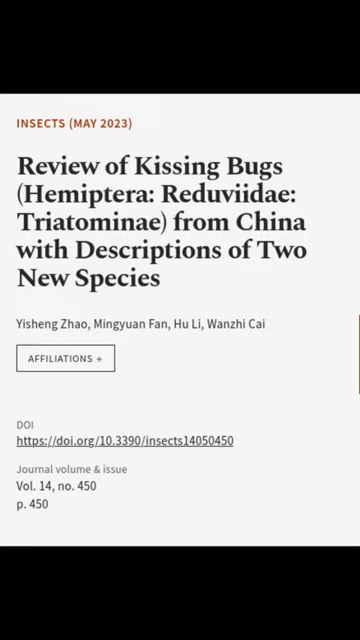 INSECTS (MAY 2023)
Review of Kissing Bugs
(Hemiptera: Reduviidae:
Triatominae) from China
with Descriptions of Two
New Species
Yisheng Zhao, Mingyuan Fan, Hu Li, Wanzhi Cai
AFFILIATIONS +
DOI
https://doi.org/10.3390/insects14050450
Journal volume & issue
Vol. 14, no. 450
p. 450